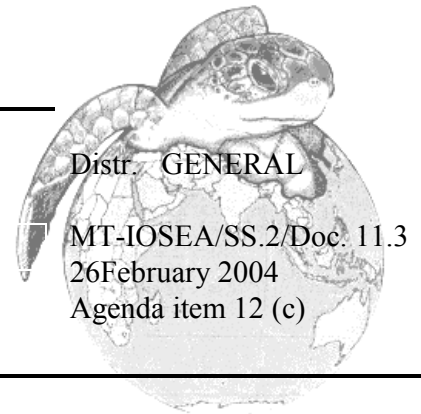 Distr. GENERAL
MT-IOSEA/SS.2/Doc. 11.3
26February 2004
Agenda item 12 (c)